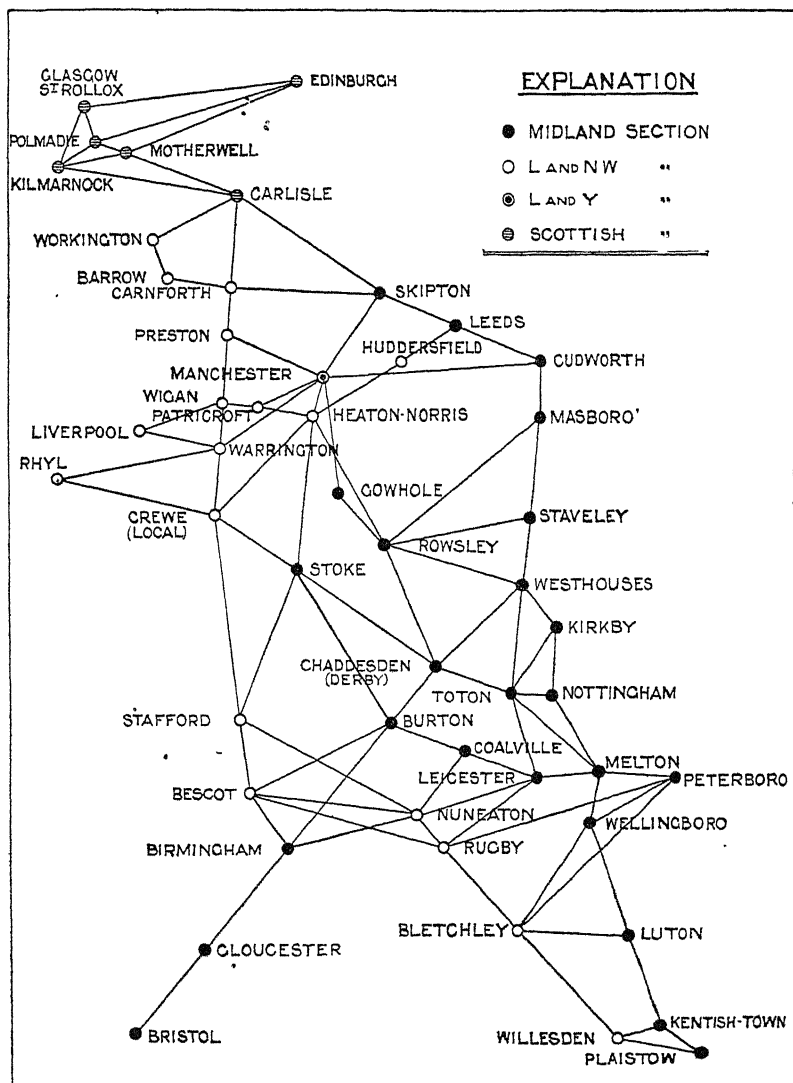 EXPLANATION
MIDLAND SECTION
L AND NW "
L AND Y "
SCOTTISH "
GLASGOW
ST ROLLOX
EDINBURGH
POLMADIE
MOTHERWELL
KILMARNOCK
CARLISLE
WORKINGTON
BARROW
CARNFORTH
SKIPTON
LEEDS
PRESTON
HUDDERSFIELD
CUDWORTH
MANCHESTER
WIGAN
PATRICROFT
HEATON-NORRIS
MASBORO'
LIVERPOOL
WARRINGTON
RHYL
GOWHOLE
CREWE
(LOCAL)
STAVELEY
ROWSLEY
STOKE
WESTHOUSES
KIRKBY
CHADDESDEN
(DERBY)
TOTON
NOTTINGHAM
STAFFORD
BURTON
COALVILLE
LEICESTER
MELTON
PETERBORO
BESCOT
NUNEATON
WELLINGBORO
BIRMINGHAM
RUGBY
BLETCHLEY
LUTON
GLOUCESTER
BRISTOL
KENTISH-TOWN
WILLESDEN
PLAISTOW